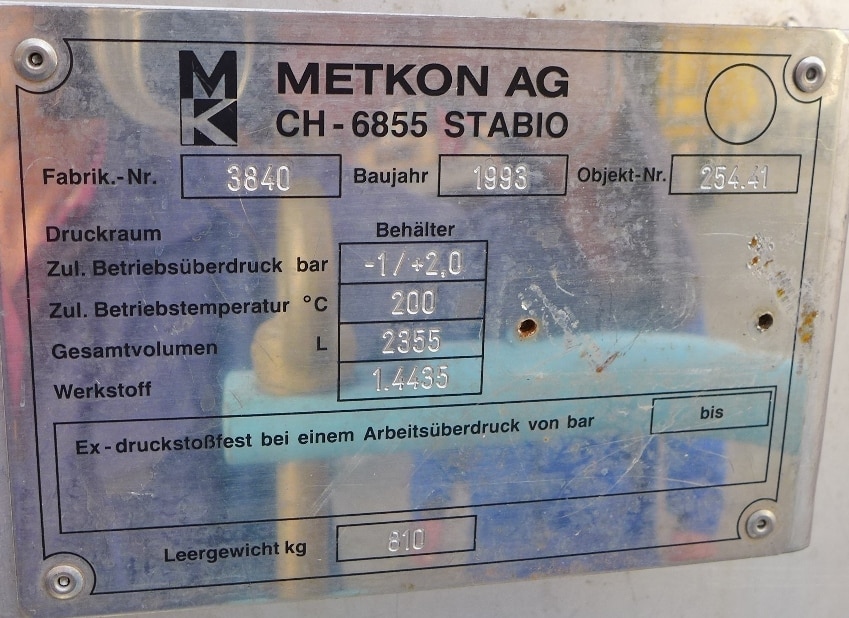 MK METKON AG
CH-6855 STABIO
Fabrik.-Nr. 3840 Baujahr 1993 Objekt-Nr. 254.41
Druckraum Behälter
Zul. Betriebsüberdruck bar -1/+2,0
Zul. Betriebstemperatur °C 200
Gesamtvolumen L 2355
Werkstoff 1.4435
Ex-druckstoßfest bei einem Arbeitsüberdruck von bar bis
Leergewicht kg 810